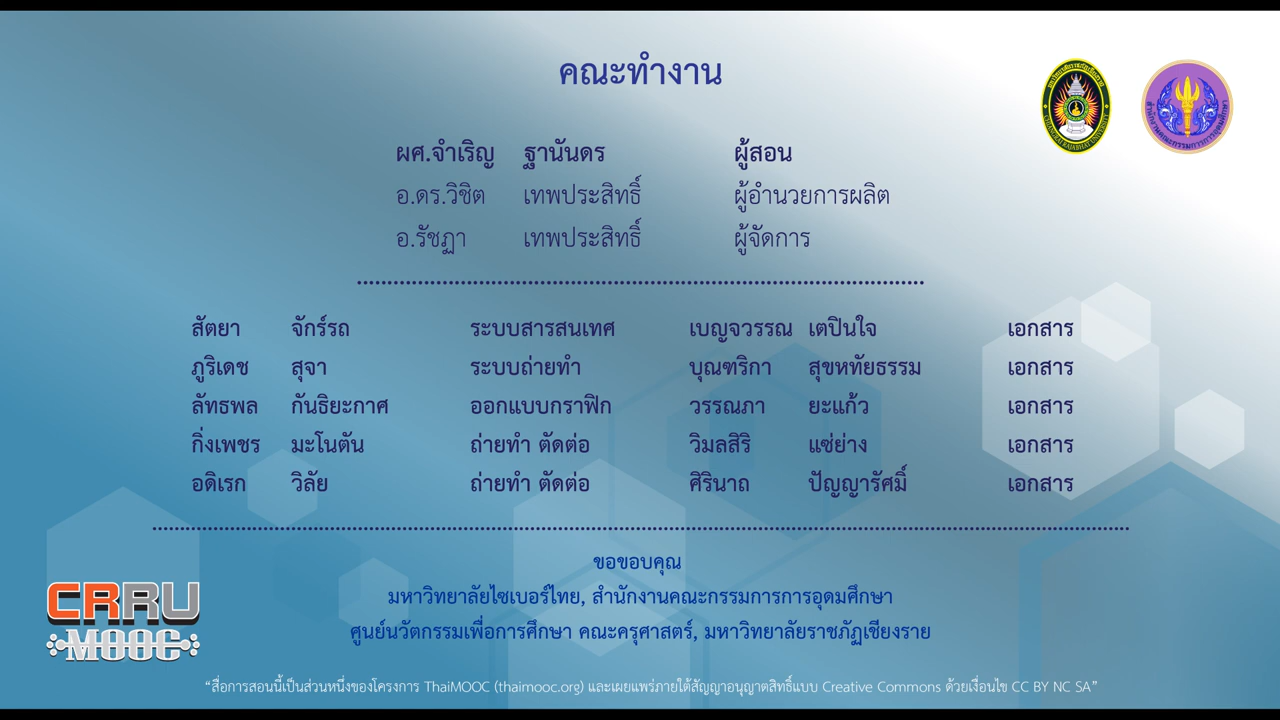 คณะทำงาน
ผศ.จำเริญ ฐานันดร ผู้สอน
อ.ดร.วิชิต เทพประสิทธิ์ ผู้อำนวยการผลิต
อ.รัชฏา เทพประสิทธิ์ ผู้จัดการ
สัตยา จักร์รถ ระบบสารสนเทศ เบญจวรรณ เตปินใจ เอกสาร
ภูริเดช สุจา ระบบถ่ายทำ บุณฑริกา สุขหทัยธรรม เอกสาร
ลัทธพล กันธิยะกาศ ออกแบบกราฟิก วรรณภา ยะแก้ว เอกสาร
กิ่งเพชร มะโนตัน ถ่ายทำ ตัดต่อ วิมลสิริ แซ่ย่าง เอกสาร
อดิเรก วิลัย ถ่ายทำ ตัดต่อ ศิรินาถ ปัญญารัศมิ์ เอกสาร
ขอขอบคุณ
มหาวิทยาลัยไซเบอร์ไทย, สำนักงานคณะกรรมการการอุดมศึกษา
ศูนย์นวัตกรรมเพื่อการศึกษา คณะครุศาสตร์, มหาวิทยาลัยราชภัฏเชียงราย
CRRU
MOOC
“สื่อการสอนนี้เป็นส่วนหนึ่งของโครงการ ThaiMOOC (thaimooc.org) และเผยแพร่ภายใต้สัญญาอนุญาตสิทธิ์แบบ Creative Commons ด้วยเงื่อนไข CC BY NC SA”